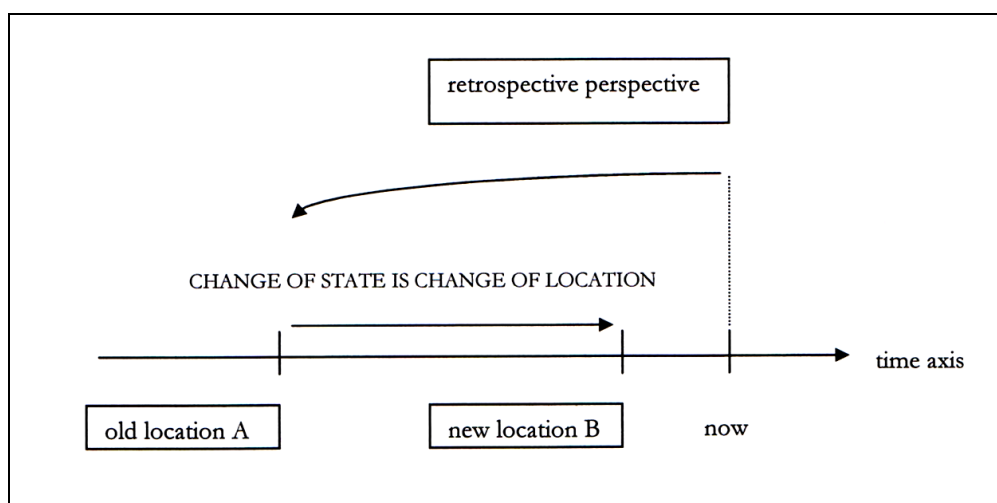 retrospective perspective
CHANGE OF STATE IS CHANGE OF LOCATION
time axis
old location A
new location B
now